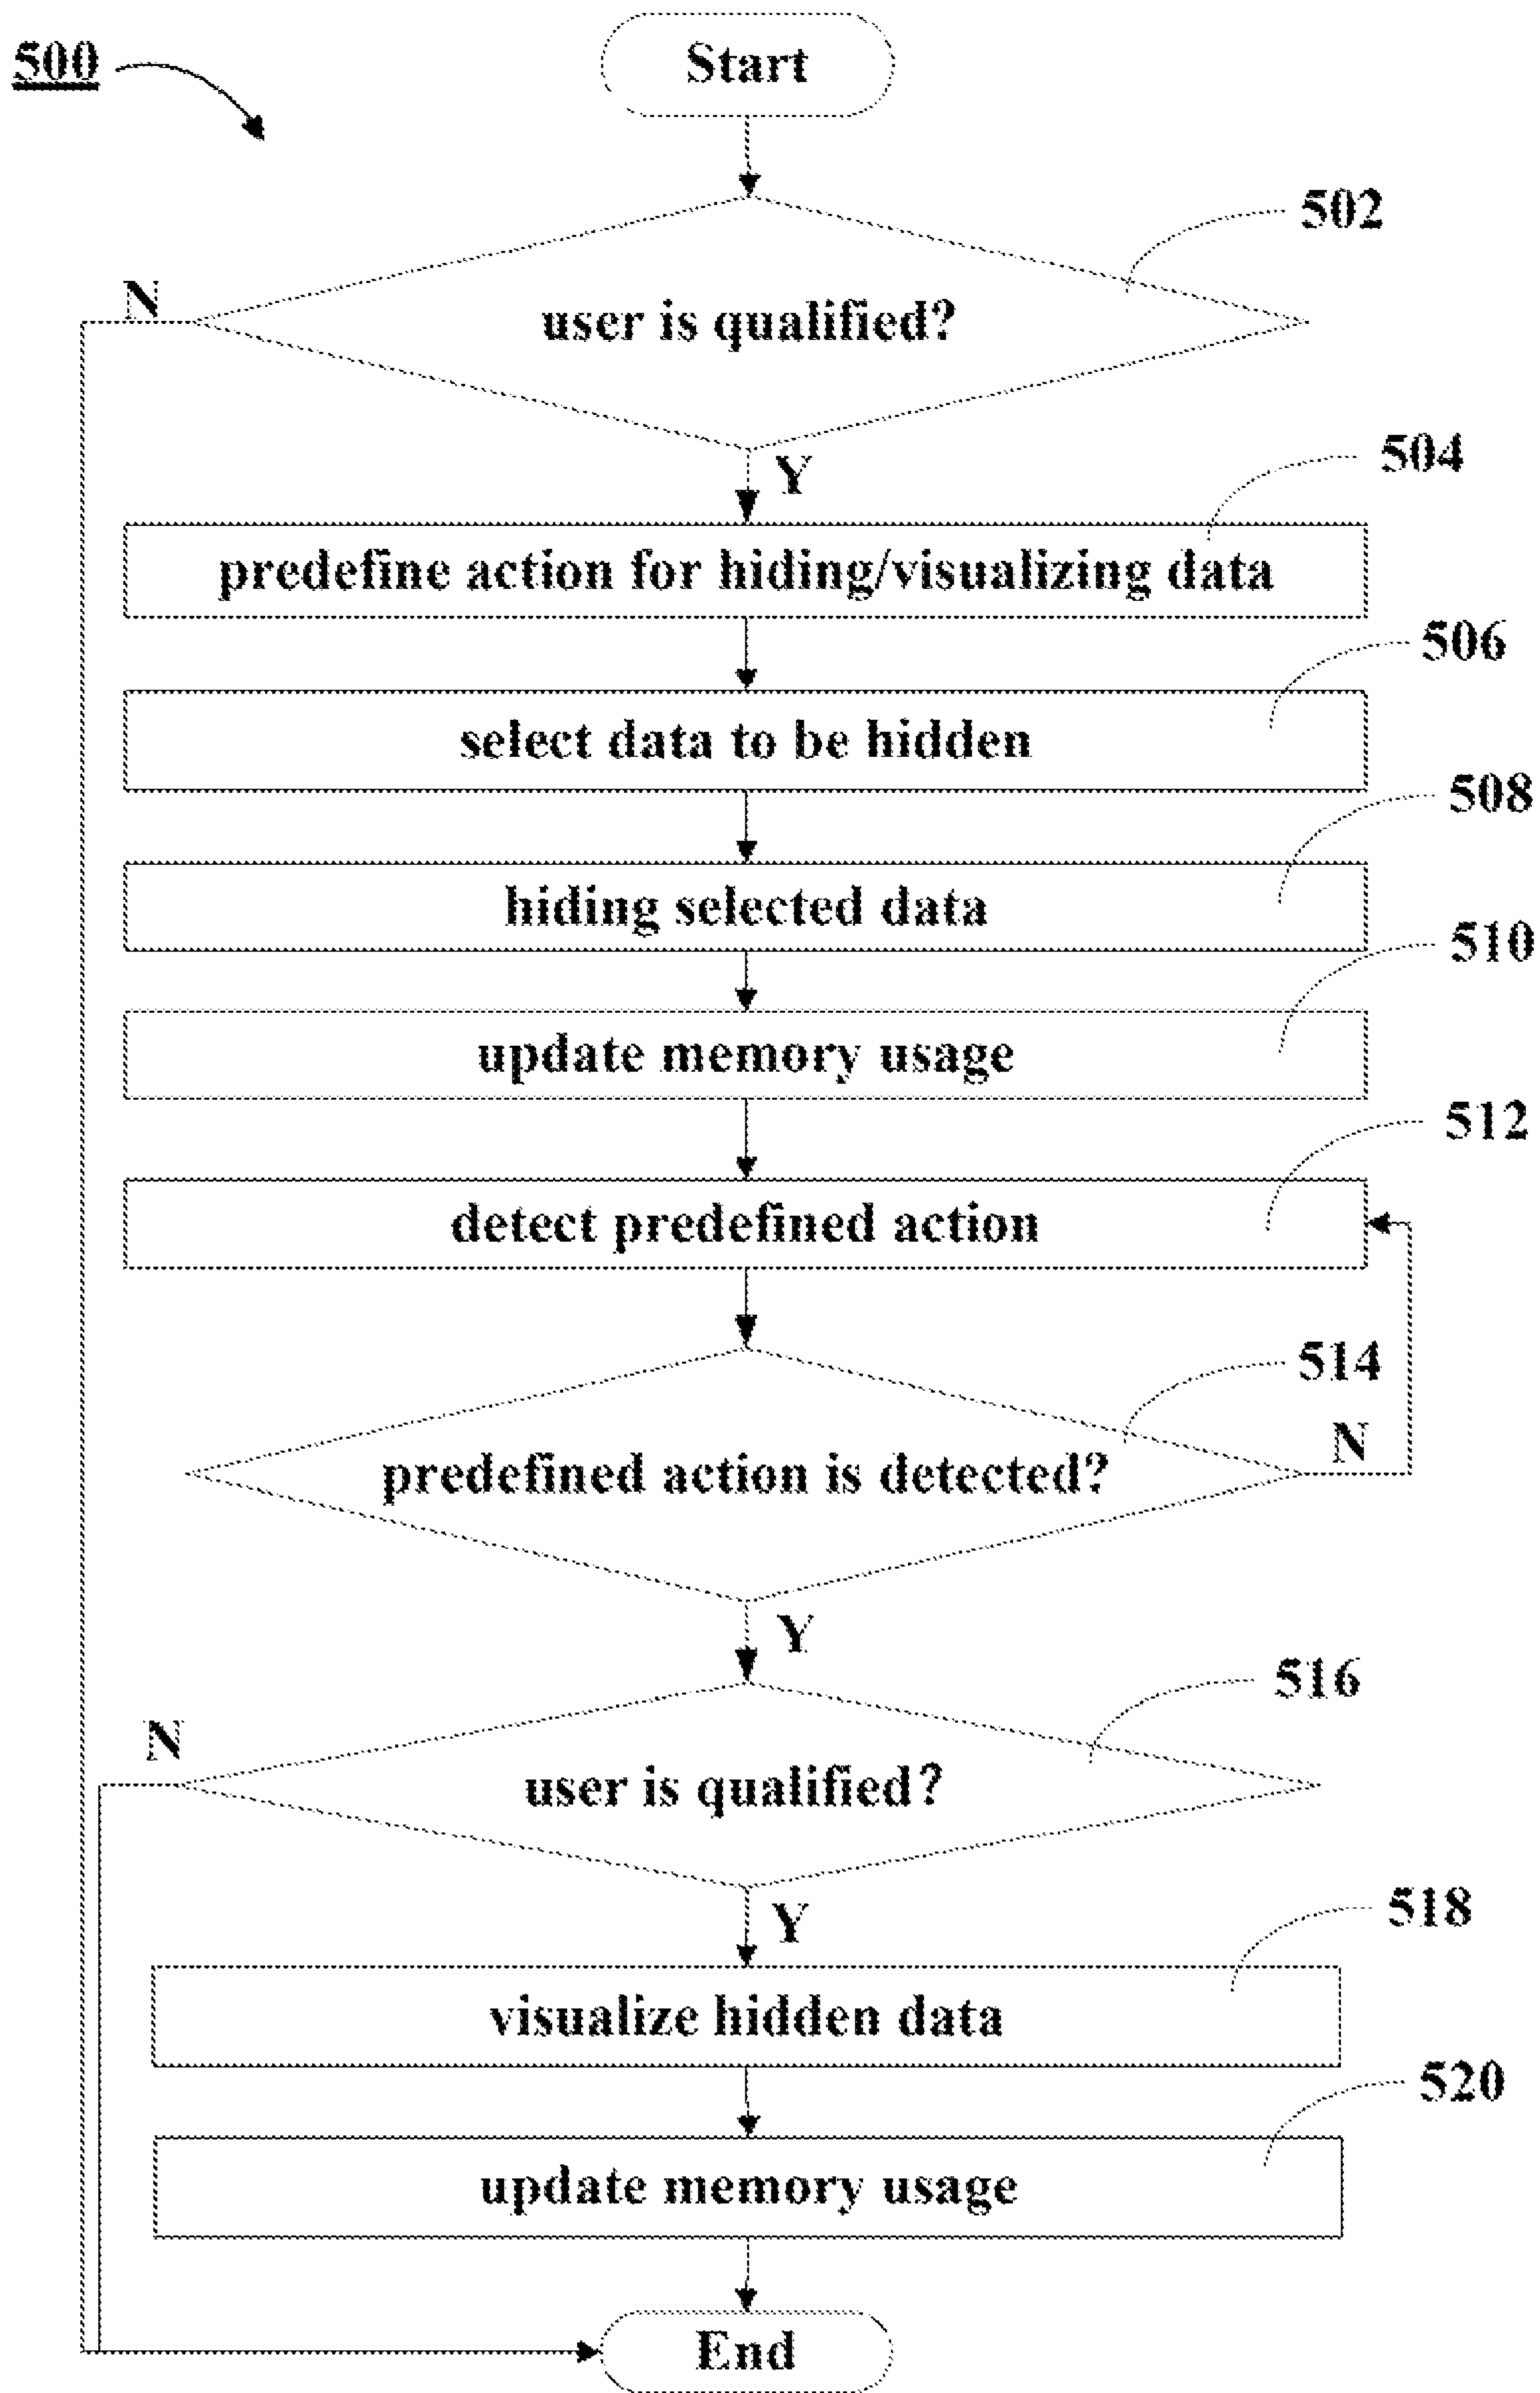 500
Start
502
N
user is qualified?
Y
504
predefine action for hiding/visualizing data
506
select data to be hidden
508
hiding selected data
510
update memory usage
512
detect predefined action
514
predefined action is detected?
N
Y
516
N
user is qualified?
Y
518
visualize hidden data
520
update memory usage
End